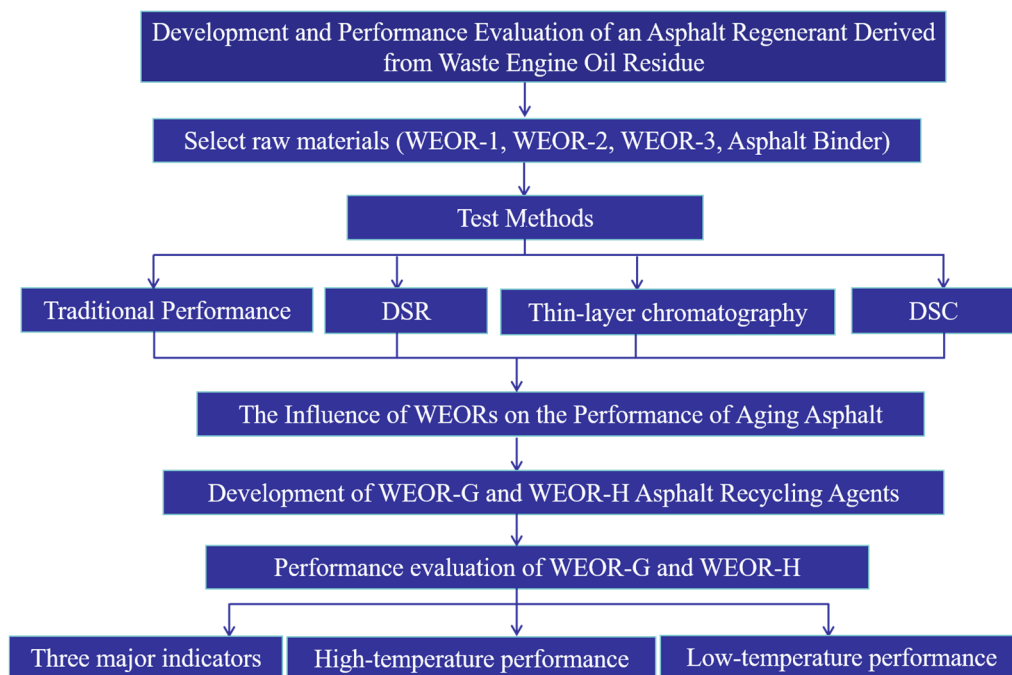 Development and Performance Evaluation of an Asphalt Regenerant Derived
from Waste Engine Oil Residue
Select raw materials (WEOR-1, WEOR-2, WEOR-3, Asphalt Binder)
Test Methods
Traditional Performance
DSR
Thin-layer chromatography
DSC
The Influence of WEORs on the Performance of Aging Asphalt
Development of WEOR-G and WEOR-H Asphalt Recycling Agents
Performance evaluation of WEOR-G and WEOR-H
Three major indicators
High-temperature performance
Low-temperature performance